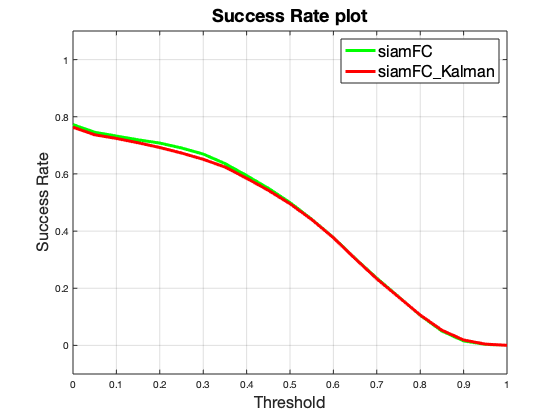 Success Rate plot
siamFC
siamFC_Kalman
Success Rate
1
0.8
0.6
0.4
0.2
0
0 0.1 0.2 0.3 0.4 0.5 0.6 0.7 0.8 0.9 1
Threshold